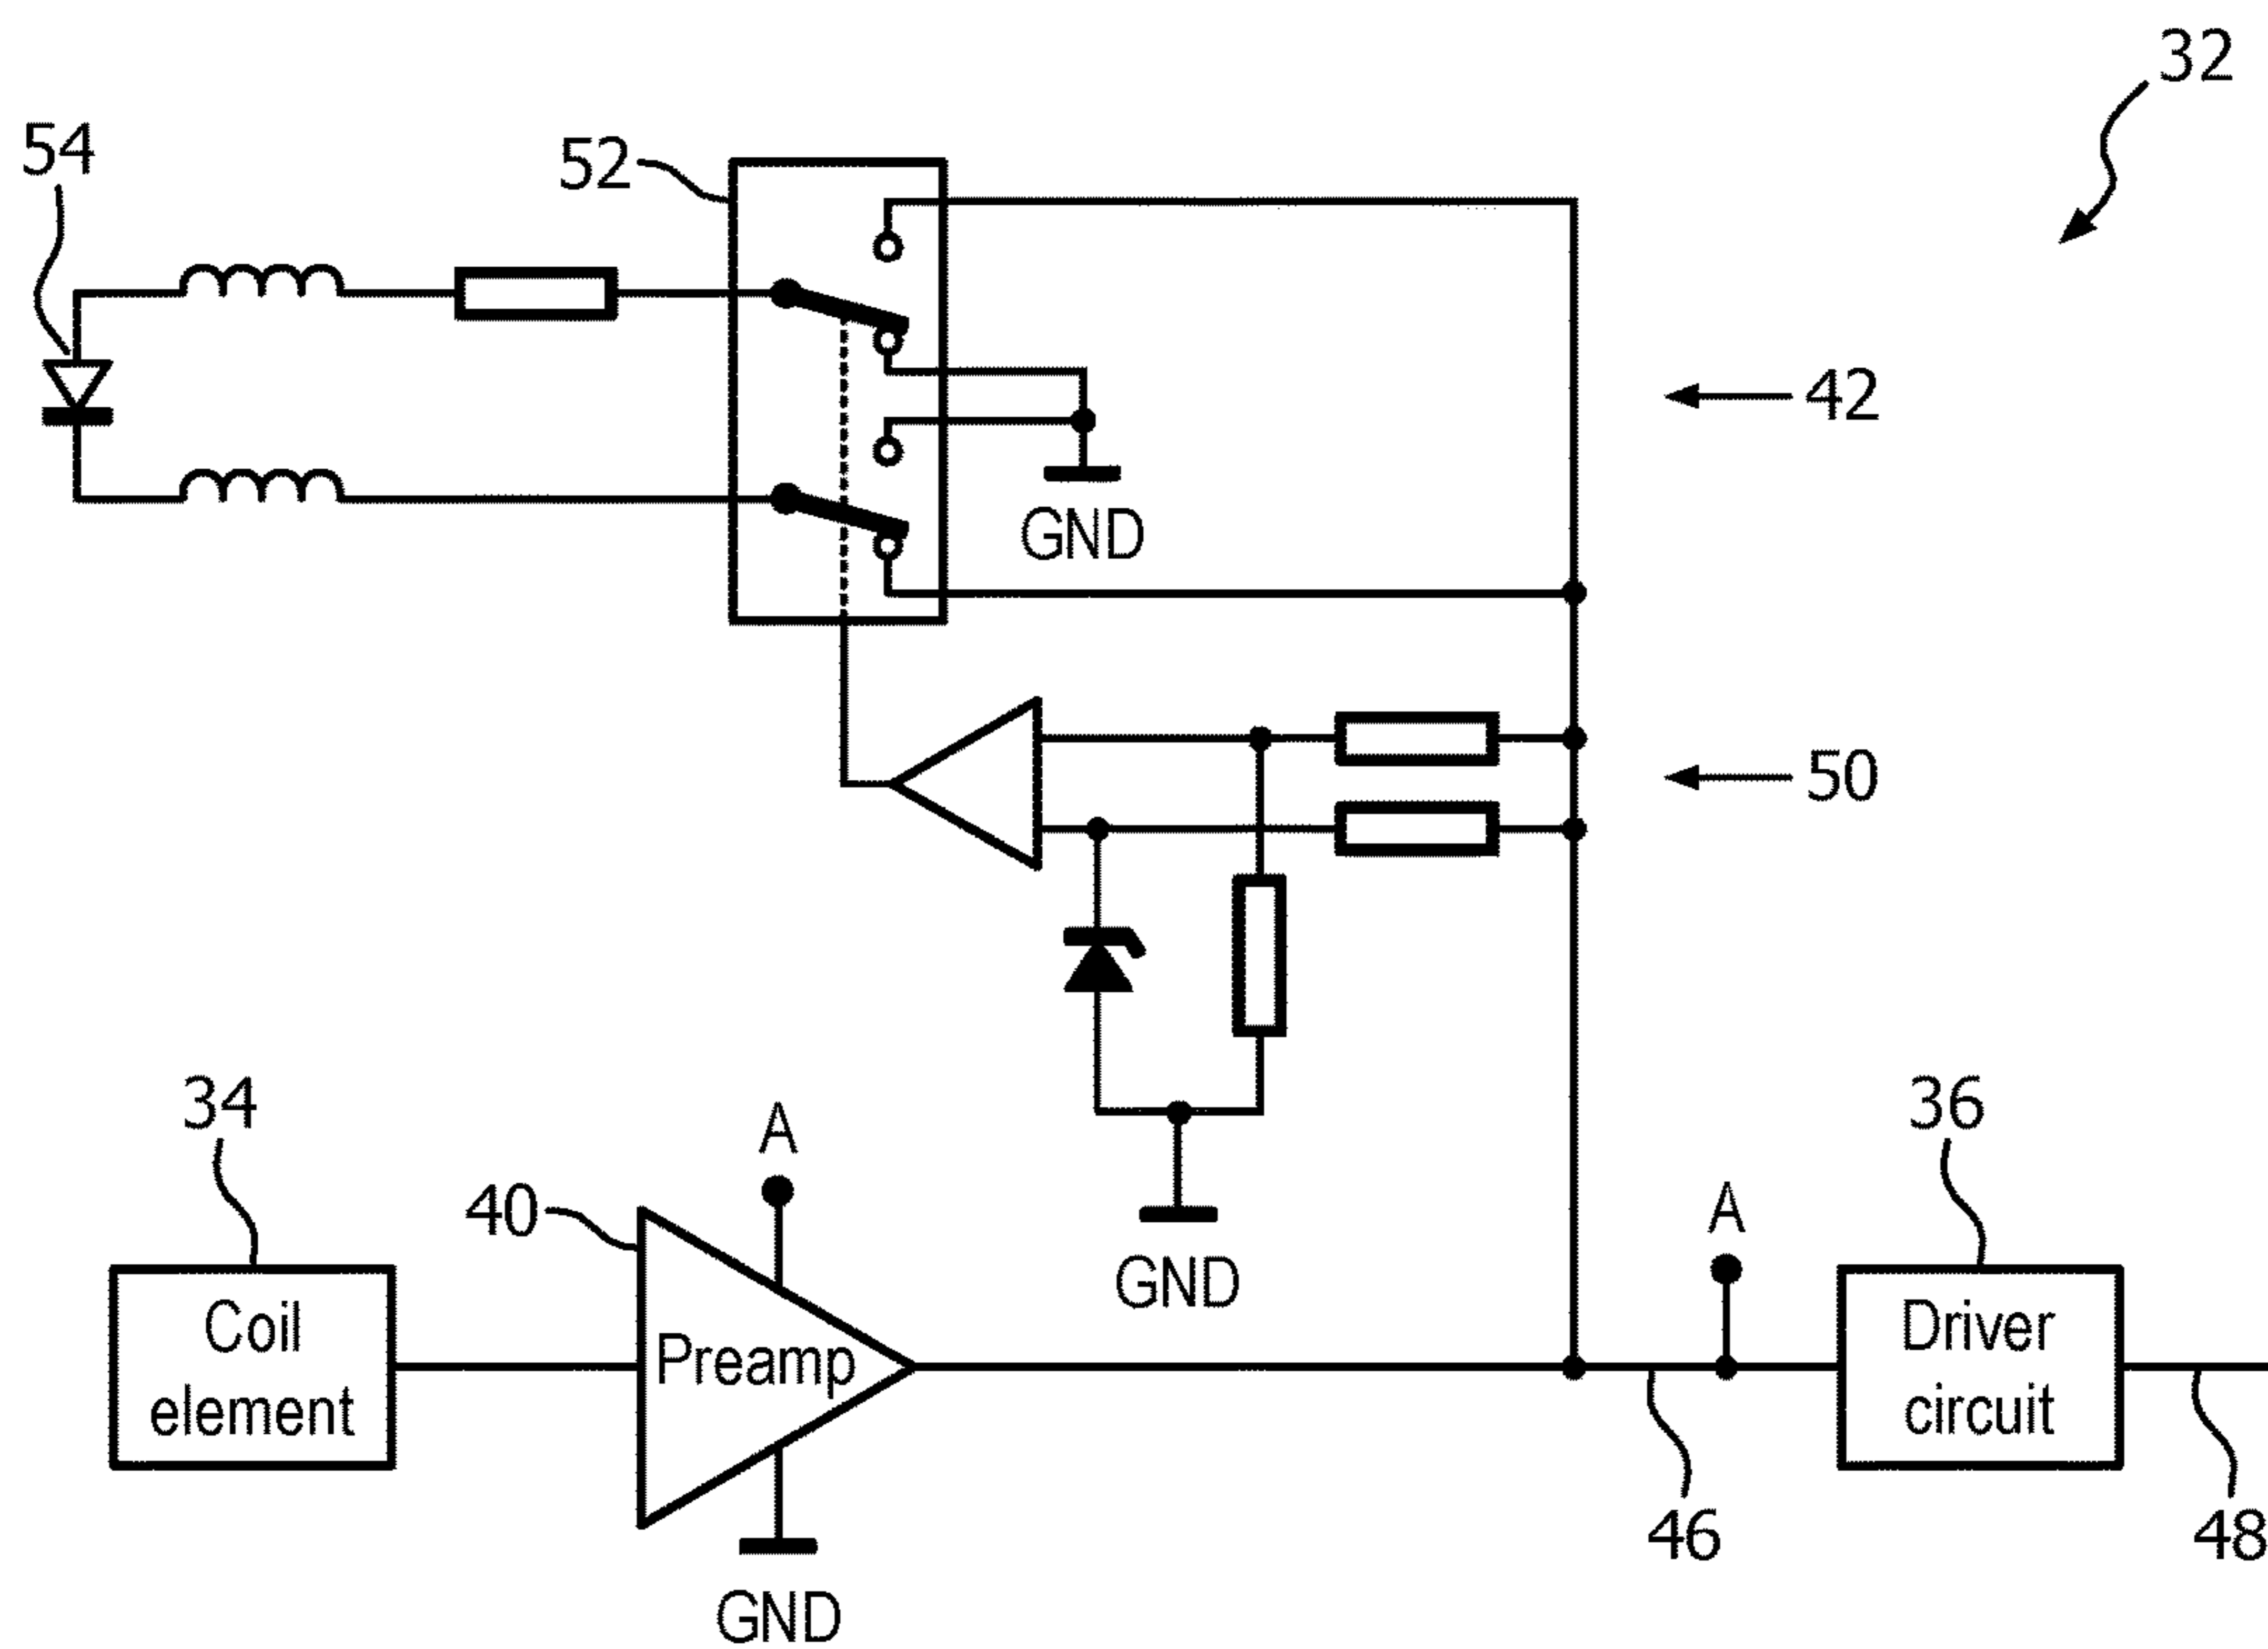 32
54
52
42
GND
50
34
A
36
40
A
GND
Coil
element
Preamp
Driver
circuit
46
48
GND